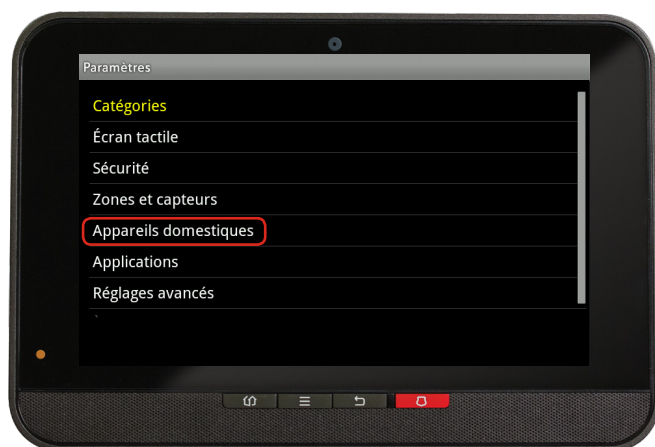 Paramètres
Catégories
Écran tactile
Sécurité
Zones et capteurs
Appareils domestiques
Applications
Réglages avancés